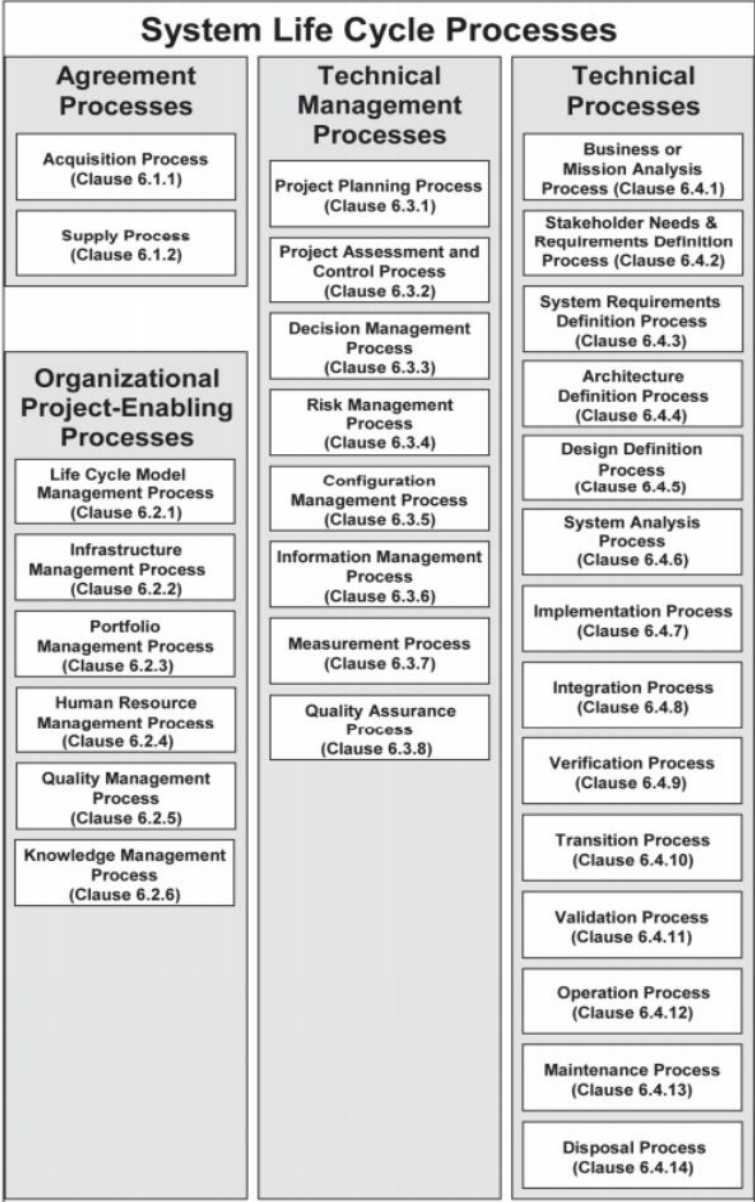 System Life Cycle Processes
Agreement
Processes
Acquisition Process
(Clause 6.1.1)
Supply Process
(Clause 6.1.2)
Organizational
Project-Enabling
Processes
Life Cycle Model
Management Process
(Clause 6.2.1)
Infrastructure
Management Process
(Clause 6.2.2)
Portfolio
Management Process
(Clause 6.2.3)
Human Resource
Management Process
(Clause 6.2.4)
Quality Management
Process
(Clause 6.2.5)
Knowledge Management
Process
(Clause 6.2.6)
Technical
Management
Processes
Project Planning Process
(Clause 6.3.1)
Project Assessment and
Control Process
(Clause 6.3.2)
Decision Management
Process
(Clause 6.3.3)
Risk Management
Process
(Clause 6.3.4)
Configuration
Management Process
(Clause 6.3.5)
Information Management
Process
(Clause 6.3.6)
Measurement Process
(Clause 6.3.7)
Quality Assurance
Process
(Clause 6.3.8)
Technical
Processes
Business or
Mission Analysis
Process (Clause 6.4.1)
Stakeholder Needs &
Requirements Definition
Process (Clause 6.4.2)
System Requirements
Definition Process
(Clause 6.4.3)
Architecture
Definition Process
(Clause 6.4.4)
Design Definition
Process
(Clause 6.4.5)
System Analysis
Process
(Clause 6.4.6)
Implementation Process
(Clause 6.4.7)
Integration Process
(Clause 6.4.8)
Verification Process
(Clause 6.4.9)
Transition Process
(Clause 6.4.10)
Validation Process
(Clause 6.4.11)
Operation Process
(Clause 6.4.12)
Maintenance Process
(Clause 6.4.13)
Disposal Process
(Clause 6.4.14)